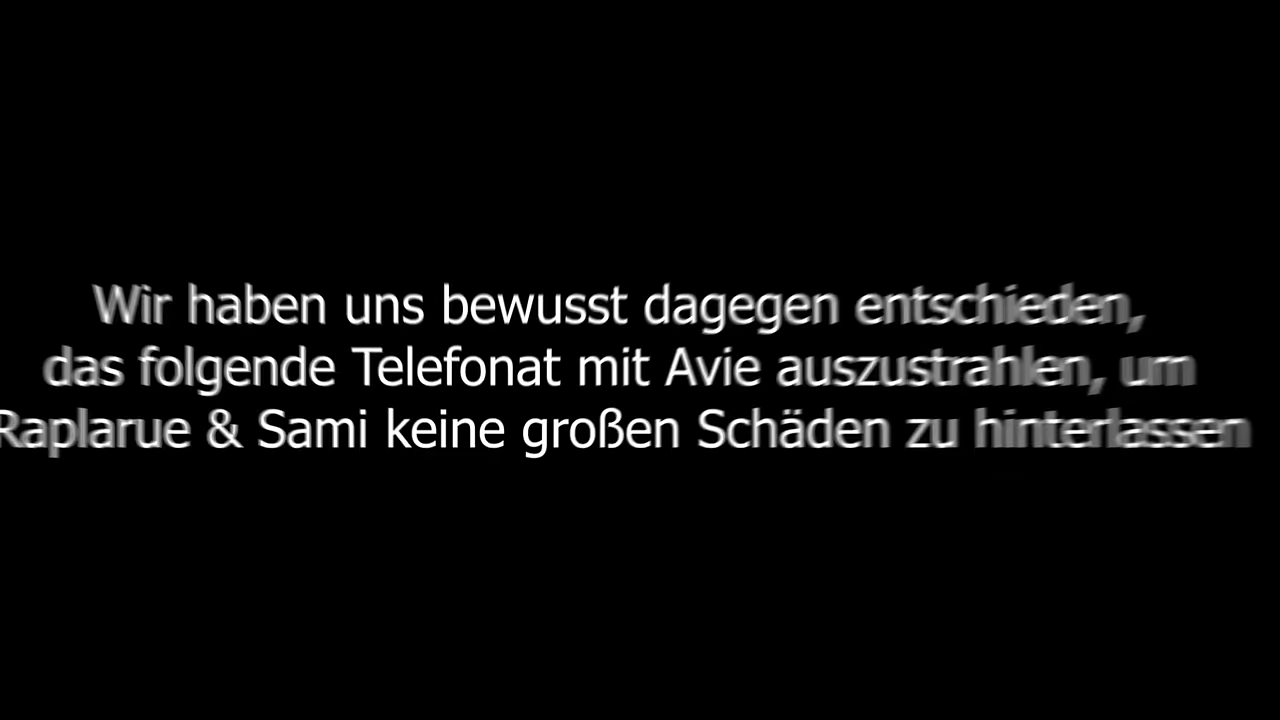 Wir haben uns bewusst dagegen entschieden,
das folgende Telefonat mit Avie auszustrahlen, um
Raplarue & Sami keine großen Schäden zu hinterlassen